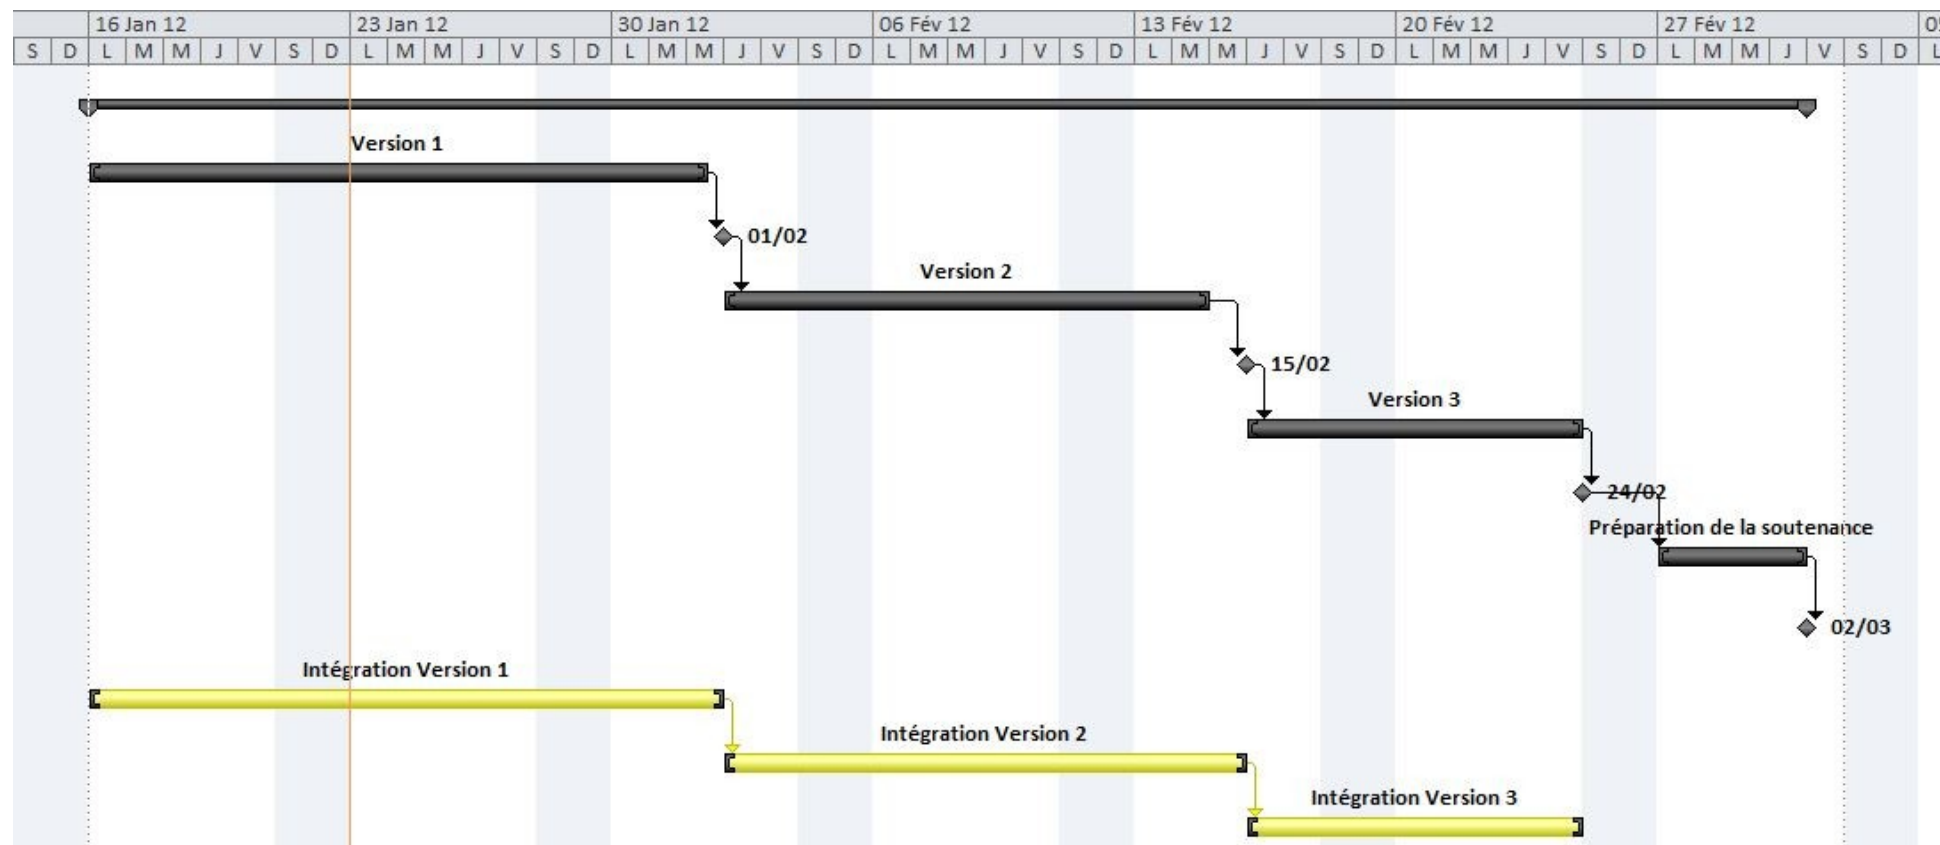 16 Jan 12 23 Jan 12 30 Jan 12 06 Fév 12 13 Fév 12 20 Fév 12 27 Fév 12
S D L M M J V S D L M M J V S D L M M J V S D L M M J V S D L M M J V S D L M M J V S D L M M J V S D L
Version 1
01/02
Version 2
15/02
Version 3
24/02
Préparation de la soutenance
02/03
Intégration Version 1
Intégration Version 2
Intégration Version 3